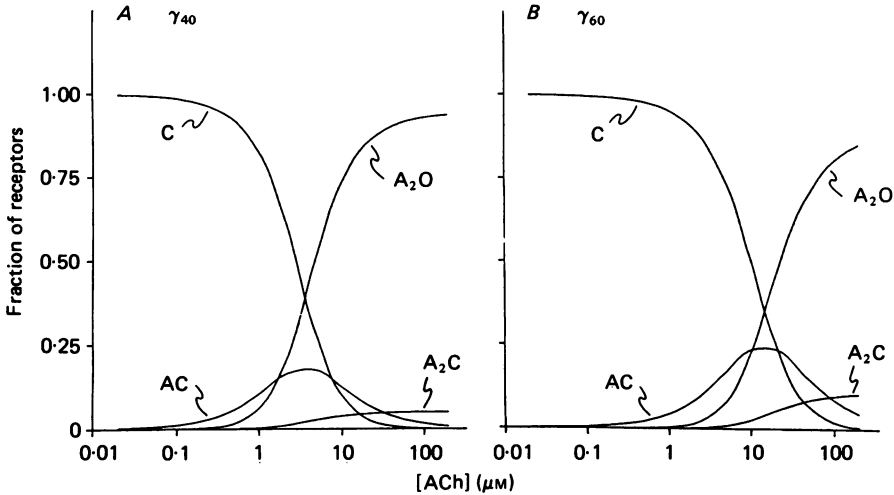 A γ40
B γ60
Fraction of receptors
1·00
0·75
0·50
0·25
0
C
A2O
AC
A2C
C
A2O
AC
A2C
0·01 0·1 1 10 100
0·01 0·1 1 10 100
[ACh] (μM)